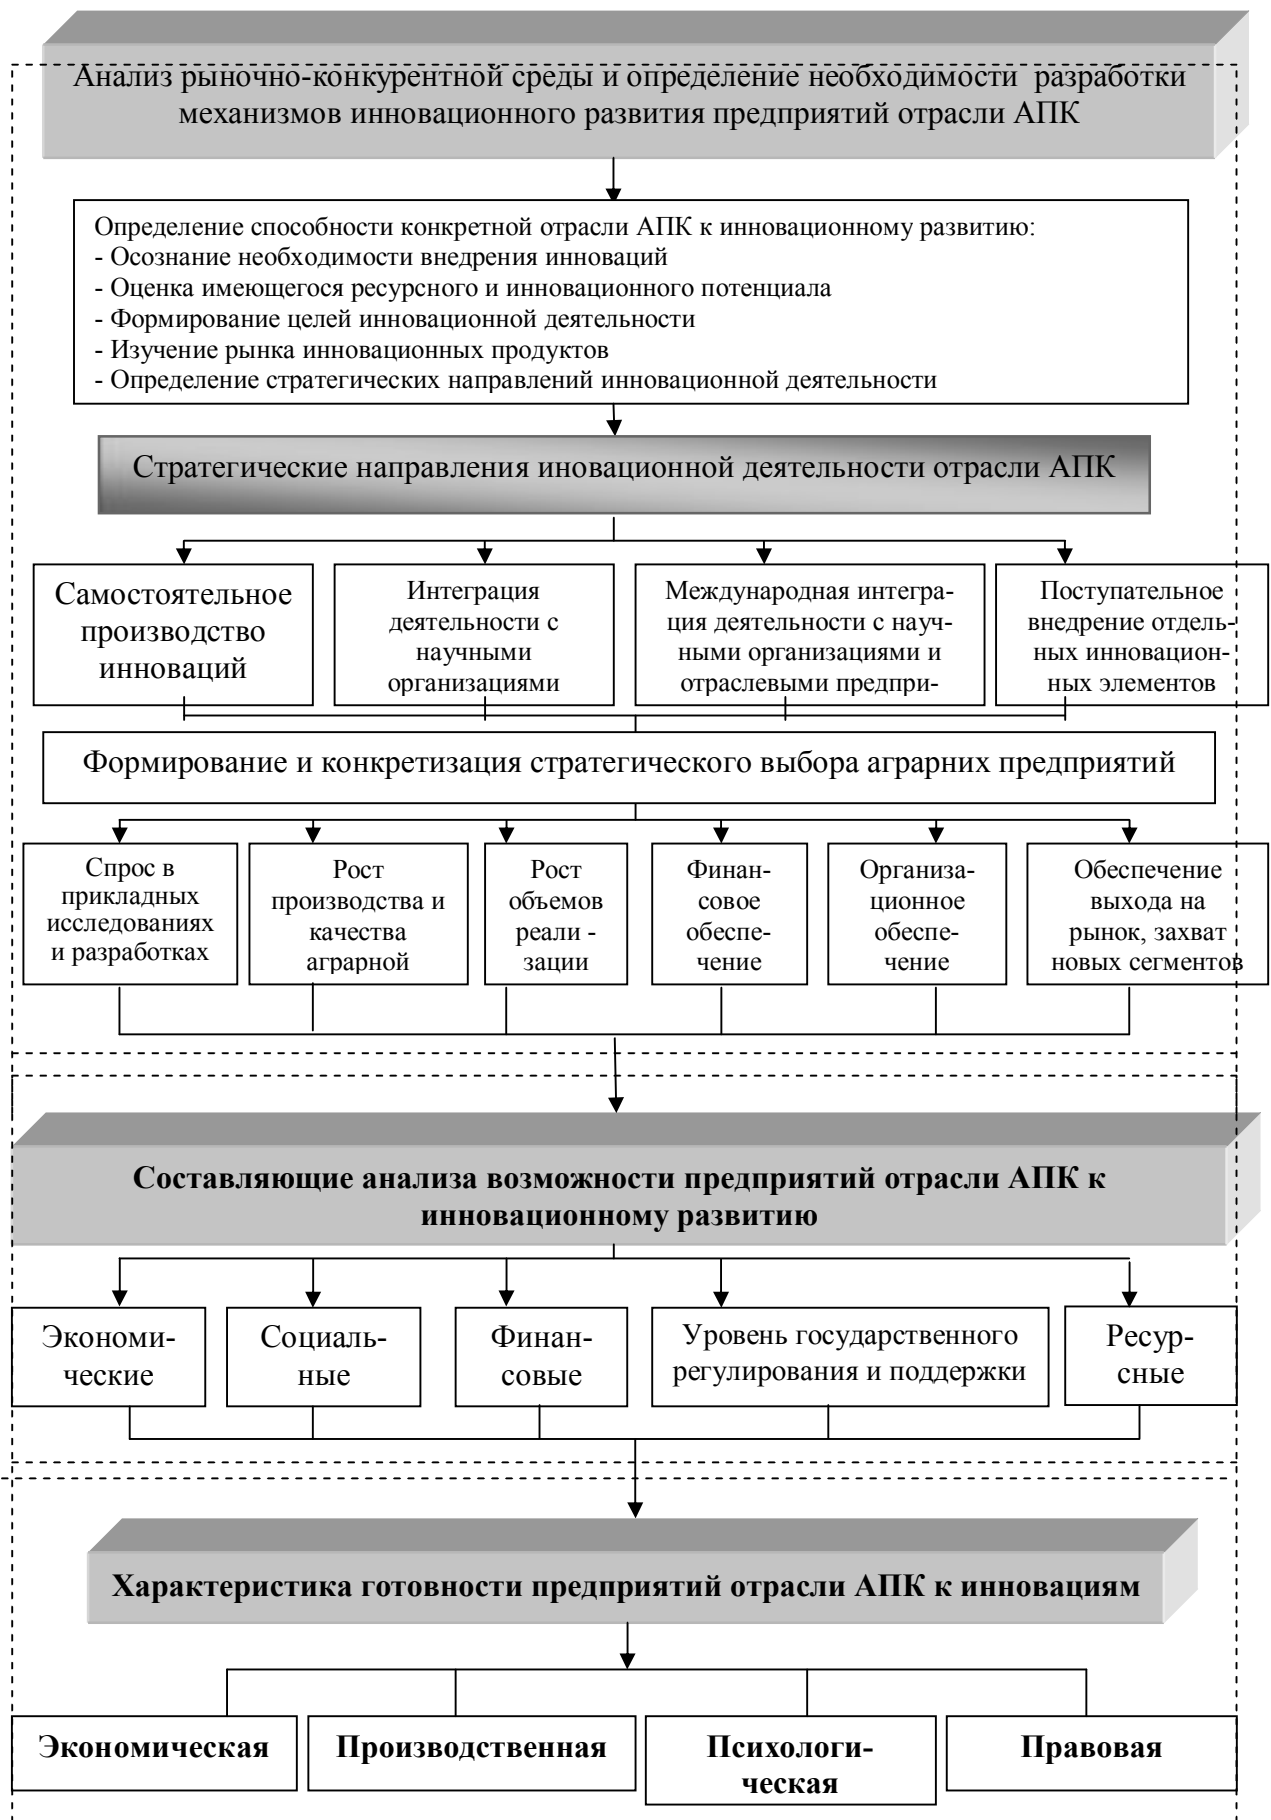 Анализ рыночно-конкурентной среды и определение необходимости разработки
механизмов инновационного развития предприятий отрасли АПК
Определение способности конкретной отрасли АПК к инновационному развитию:
- Осознание необходимости внедрения инноваций
- Оценка имеющегося ресурсного и инновационного потенциала
- Формирование целей инновационной деятельности
- Изучение рынка инновационных продуктов
- Определение стратегических направлений инновационной деятельности
Стратегические направления иновационной деятельности отрасли АПК
Самостоятельное
производство
инноваций
Интеграция
деятельности с
научными
организациями
Международная интегра-
ция деятельности с науч-
ными организациями и
отраслевыми предпри-
Поступательное
внедрение отдель-
ных инновацион-
ных элементов
Формирование и конкретизация стратегического выбора аграрних предприятий
Спрос в
прикладных
исследованиях
и разработках
Рост
производства и
качества
аграрной
Рост
объемов
реали -
зации
Финан-
совое
обеспе-
чение
Организа-
ционное
обеспе-
чение
Обеспечение
выхода на
рынок, захват
новых сегментов
Составляющие анализа возможности предприятий отрасли АПК к
инновационному развитию
Экономи-
ческие
Социаль-
ные
Финан-
совые
Уровень государственного
регулирования и поддержки
Ресур-
сные
Характеристика готовности предприятий отрасли АПК к инновациям
Экономическая
Производственная
Психологи-
ческая
Правовая